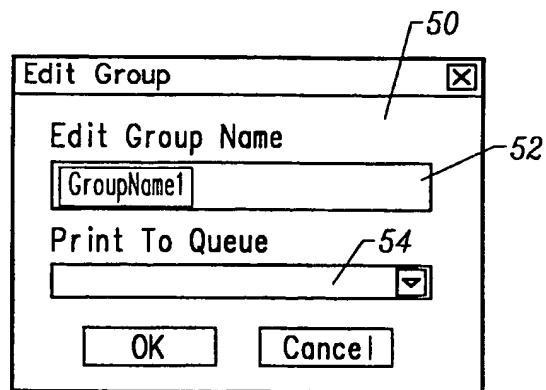 50
Edit Group
Edit Group Name
52
GroupName1
Print To Queue
54
OK
Cancel